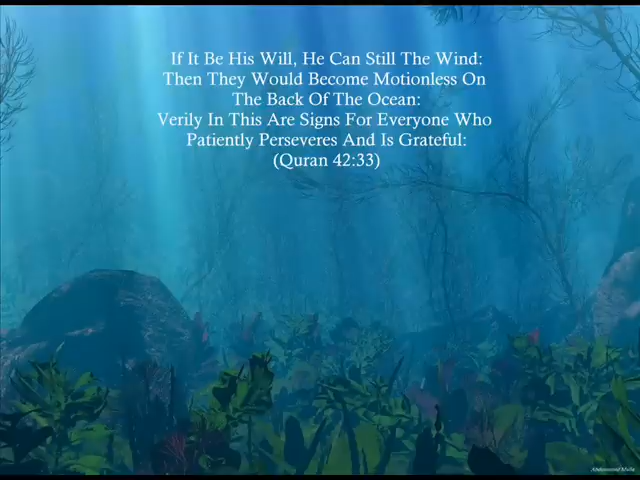 If It Be His Will, He Can Still The Wind:
Then They Would Become Motionless On
The Back Of The Ocean:
Verily In This Are Signs For Everyone Who
Patiently Perseveres And Is Grateful:
(Quran 42:33)